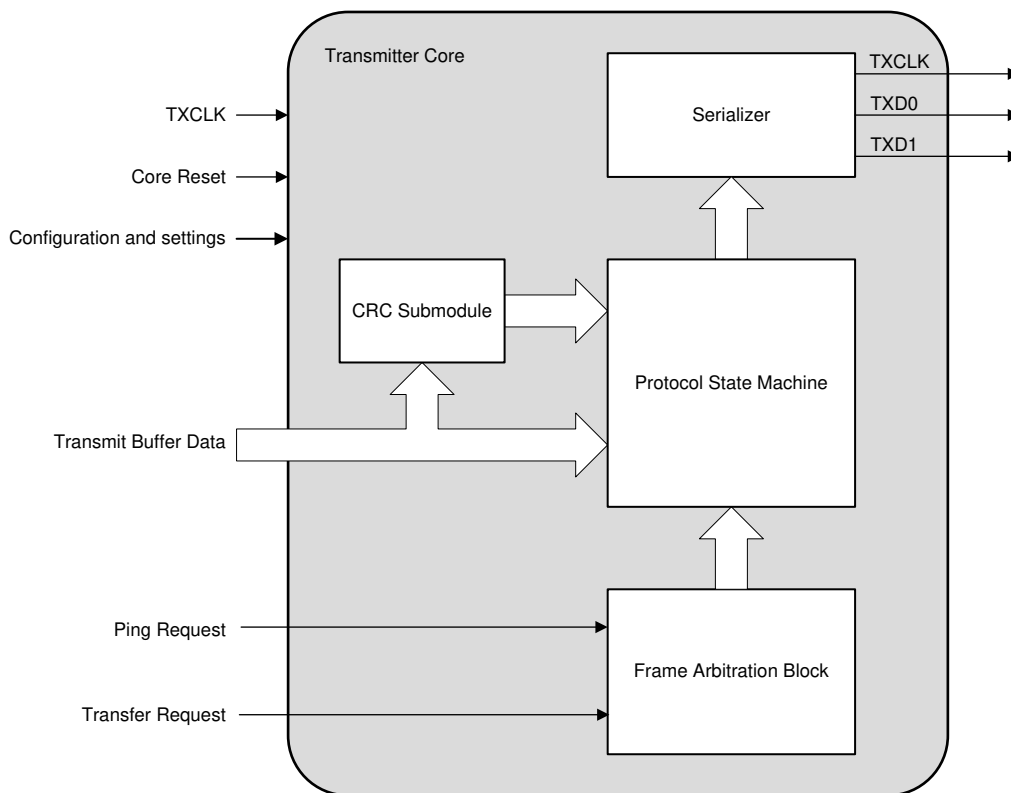 Transmitter Core
TXCLK
Core Reset
Configuration and settings
Transmit Buffer Data
Ping Request
Transfer Request
CRC Submodule
Serializer
Protocol State Machine
Frame Arbitration Block
TXCLK
TXD0
TXD1